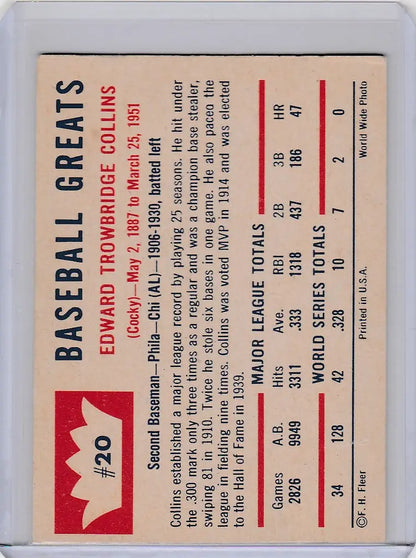 #20
BASEBALL GREATS
EDWARD TROWBRIDGE COLLINS
(Cocky)—May 2, 1887 to March 25, 1951
Second Baseman—Phila—Chi (AL)—1906-1930, batted left
Collins established a major league record by playing 25 seasons. He hit under
the .300 mark only three times as a regular and was a champion base stealer,
swiping 81 in 1910. Twice he stole six bases in one game. He also paced the
league in fielding nine times. Collins was voted MVP in 1914 and was elected
to the Hall of Fame in 1939.
MAJOR LEAGUE TOTALS
Games A.B. Hits Ave. RBI 2B 3B HR
2826 9949 3311 .333 1318 437 186 47
WORLD SERIES TOTALS
34 128 42 .328 10 7 2 0
©F. H. Fleer Printed in U.S.A. World Wide Photo